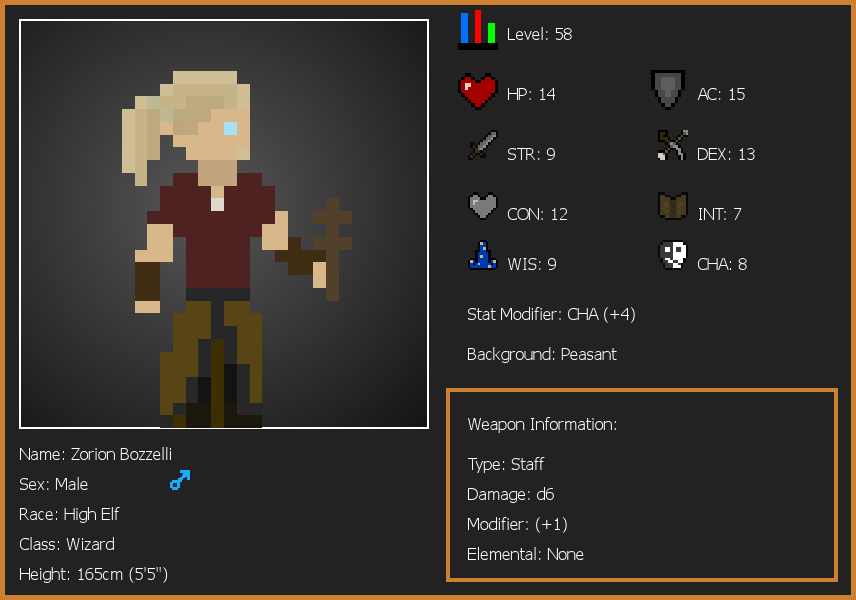 Level: 58
HP: 14
AC: 15
STR: 9
DEX: 13
CON: 12
INT: 7
WIS: 9
CHA: 8
Stat Modifier: CHA (+4)
Background: Peasant
Weapon Information:
Type: Staff
Damage: d6
Modifier: (+1)
Elemental: None
Name: Zorion Bozzelli
Sex: Male
Race: High Elf
Class: Wizard
Height: 165cm (5'5")